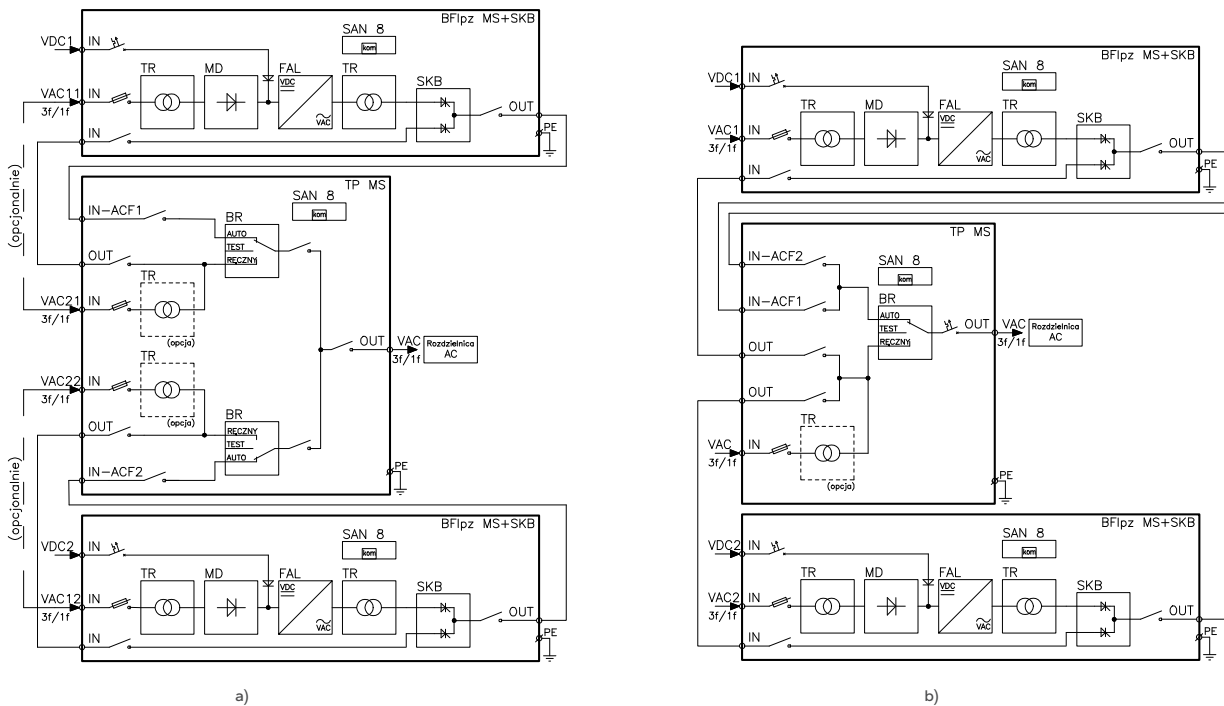 BFIpz MS+SKB
SAN 8
kom
VDC1 IN
TR MD FAL TR SKB
VDC
VAC
VAC11 IN
3f/1f
OUT
IN
PE
TP MS
SAN 8
kom
IN-ACF1
BR
AUTO
TEST
RĘCZNY
OUT
(opcjonalnie)
TR
VAC21 IN
3f/1f
(opcja)
OUT VAC
3f/1f
Rozdzielnica
AC
TR
VAC22 IN
3f/1f
(opcja)
BR
OUT
RĘCZNY
TEST
AUTO
IN-ACF2
PE
(opcjonalnie)
BFIpz MS+SKB
SAN 8
kom
VDC2 IN
TR MD FAL TR SKB
VDC
VAC
VAC12 IN
3f/1f
OUT
IN
PE
a)
BFIpz MS+SKB
SAN 8
kom
VDC1 IN
TR MD FAL TR SKB
VDC
VAC
VAC1 IN
3f/1f
OUT
IN
PE
TP MS
SAN 8
kom
IN-ACF2
IN-ACF1
BR
AUTO
TEST
RĘCZNY
OUT VAC
3f/1f
Rozdzielnica
AC
OUT
OUT
TR
VAC IN
3f/1f
(opcja)
PE
BFIpz MS+SKB
SAN 8
kom
VDC2 IN
TR MD FAL TR SKB
VDC
VAC
VAC2 IN
3f/1f
OUT
IN
PE
b)